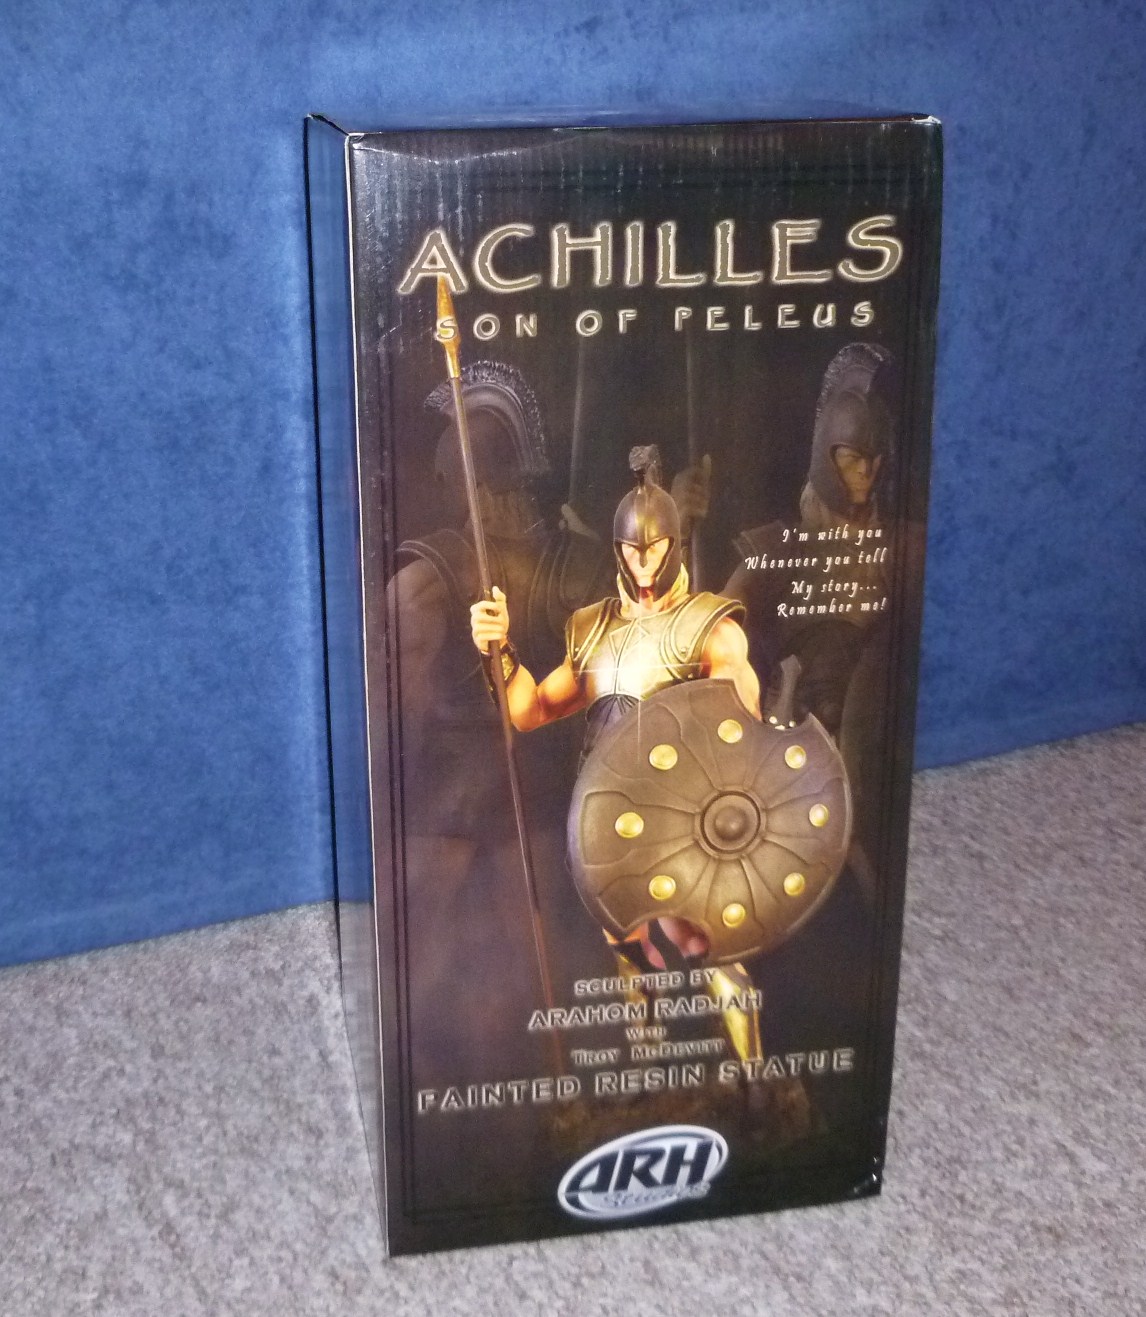 ACHILLES
SON OF PELEUS
I'm with you
Whenever you tell
My story...
Remember me!
SCULPTED BY
ARAHOM RADJAH
WITH
TROY McDEVITT
PAINTED RESIN STATUE
ARH
Studios